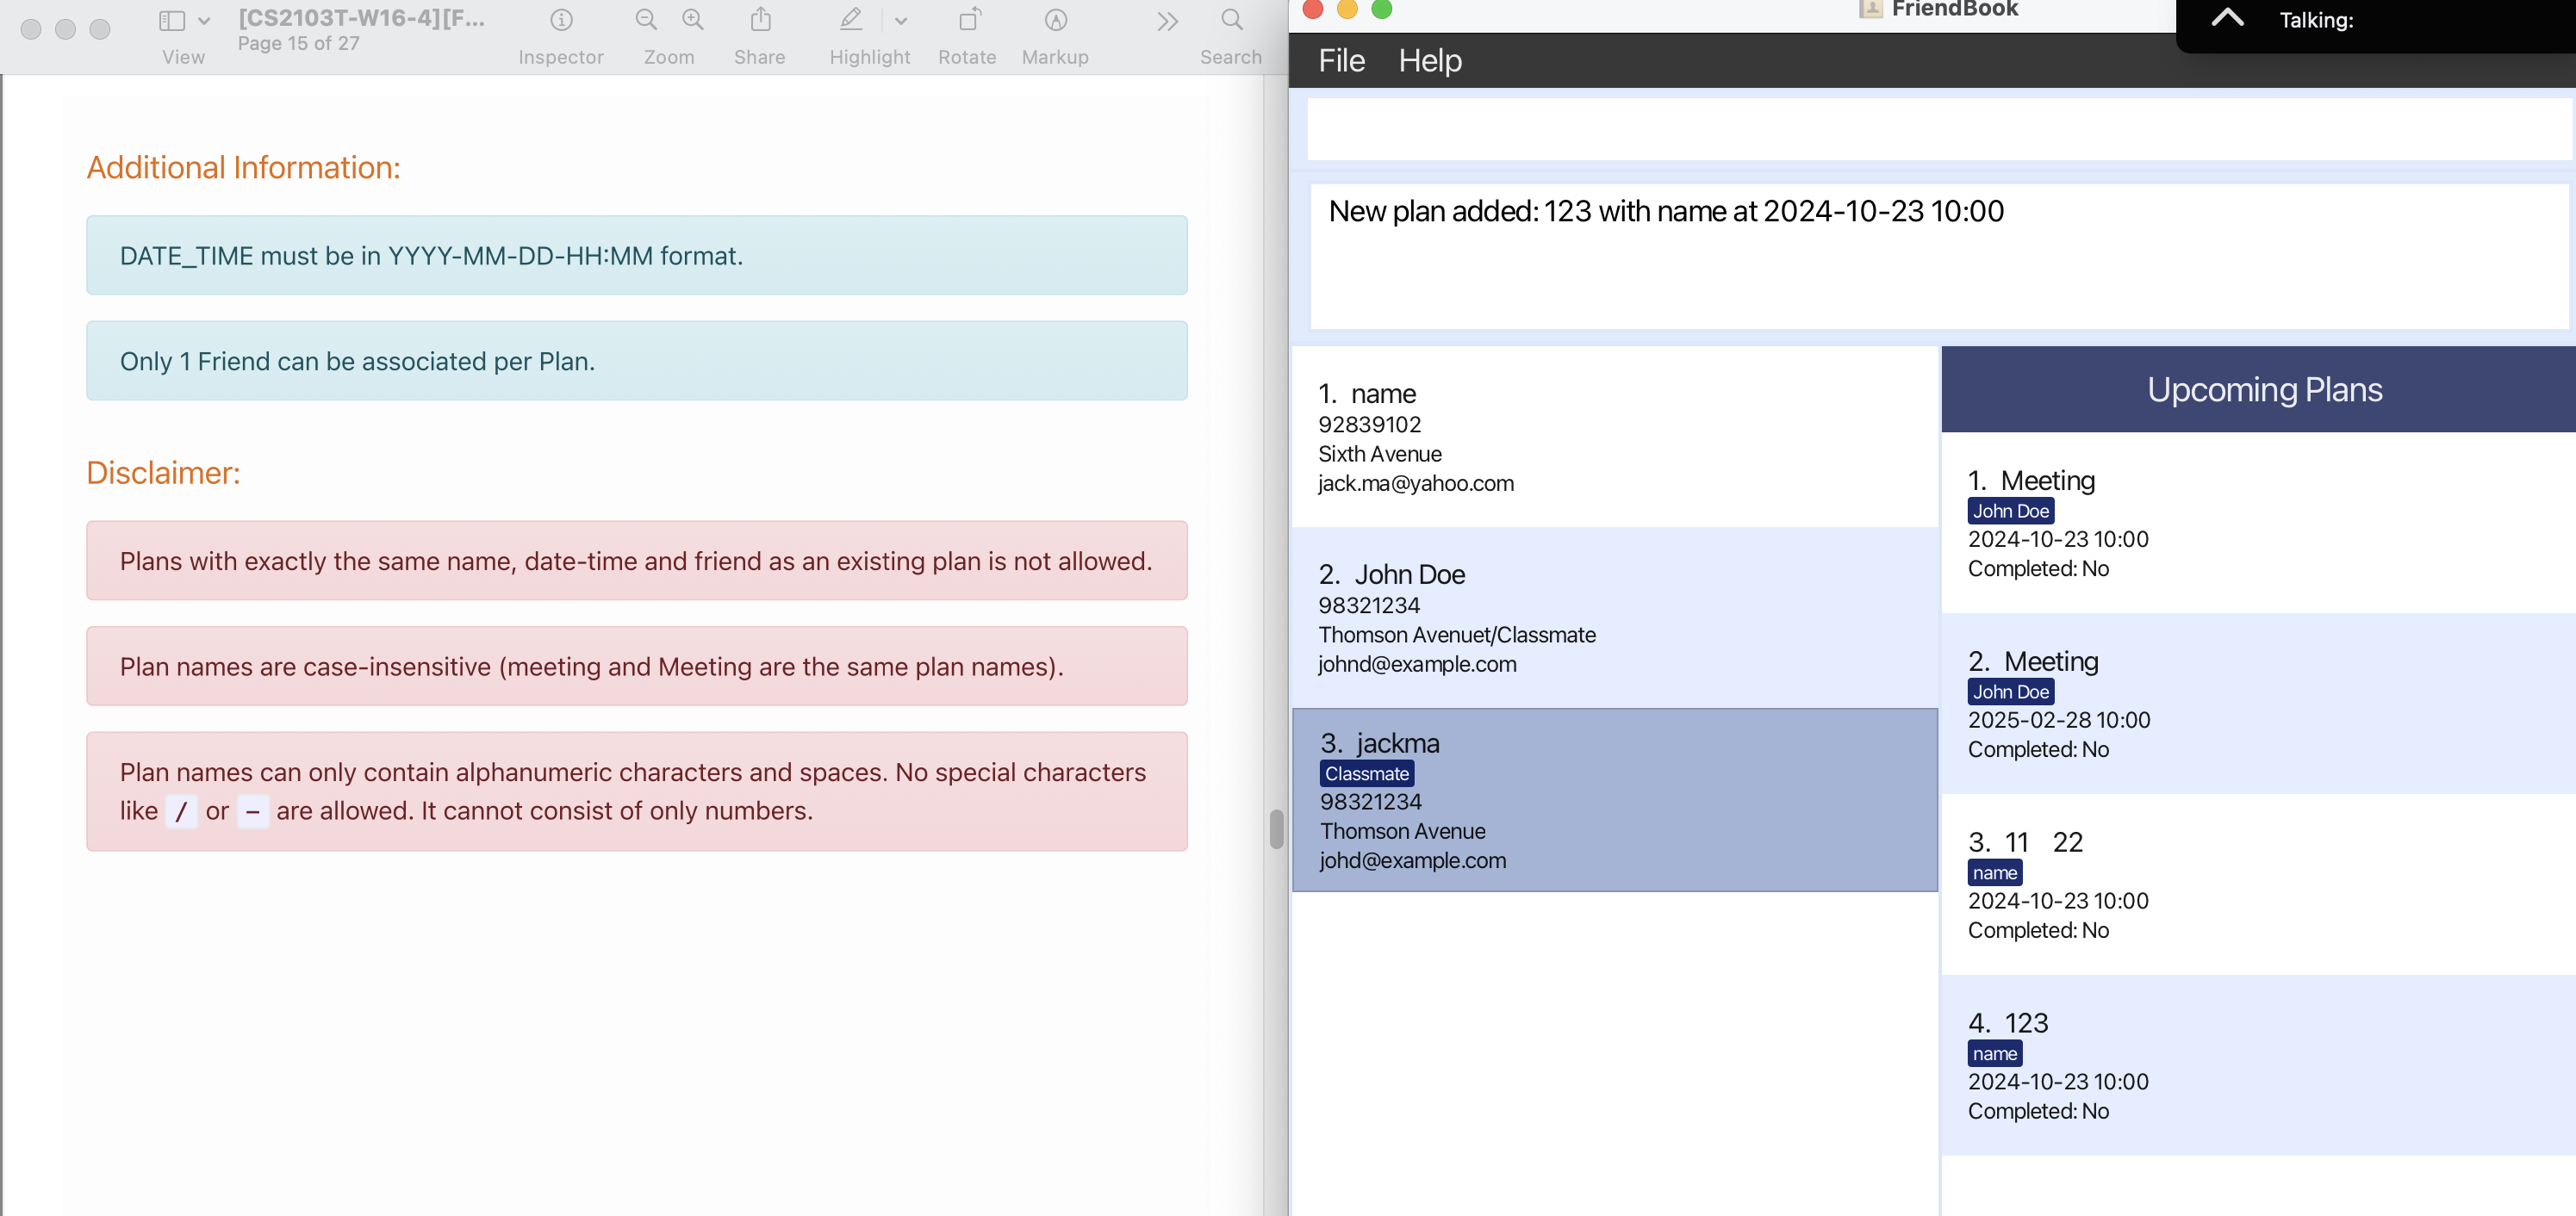 [CS2103T-W16-4][F...
Page 15 of 27
View
Inspector
Zoom
Share
Highlight
Rotate
Markup
Search
Additional Information:
DATE_TIME must be in YYYY-MM-DD-HH:MM format.
Only 1 Friend can be associated per Plan.
Disclaimer:
Plans with exactly the same name, date-time and friend as an existing plan is not allowed.
Plan names are case-insensitive (meeting and Meeting are the same plan names).
Plan names can only contain alphanumeric characters and spaces. No special characters
like / or – are allowed. It cannot consist of only numbers.
FriendBook
Talking:
File Help
New plan added: 123 with name at 2024-10-23 10:00
1. name
92839102
Sixth Avenue
jack.ma@yahoo.com
2. John Doe
98321234
Thomson Avenuet/Classmate
johnd@example.com
3. jackma
Classmate
98321234
Thomson Avenue
johd@example.com
Upcoming Plans
1. Meeting
John Doe
2024-10-23 10:00
Completed: No
2. Meeting
John Doe
2025-02-28 10:00
Completed: No
3. 11 22
name
2024-10-23 10:00
Completed: No
4. 123
name
2024-10-23 10:00
Completed: No